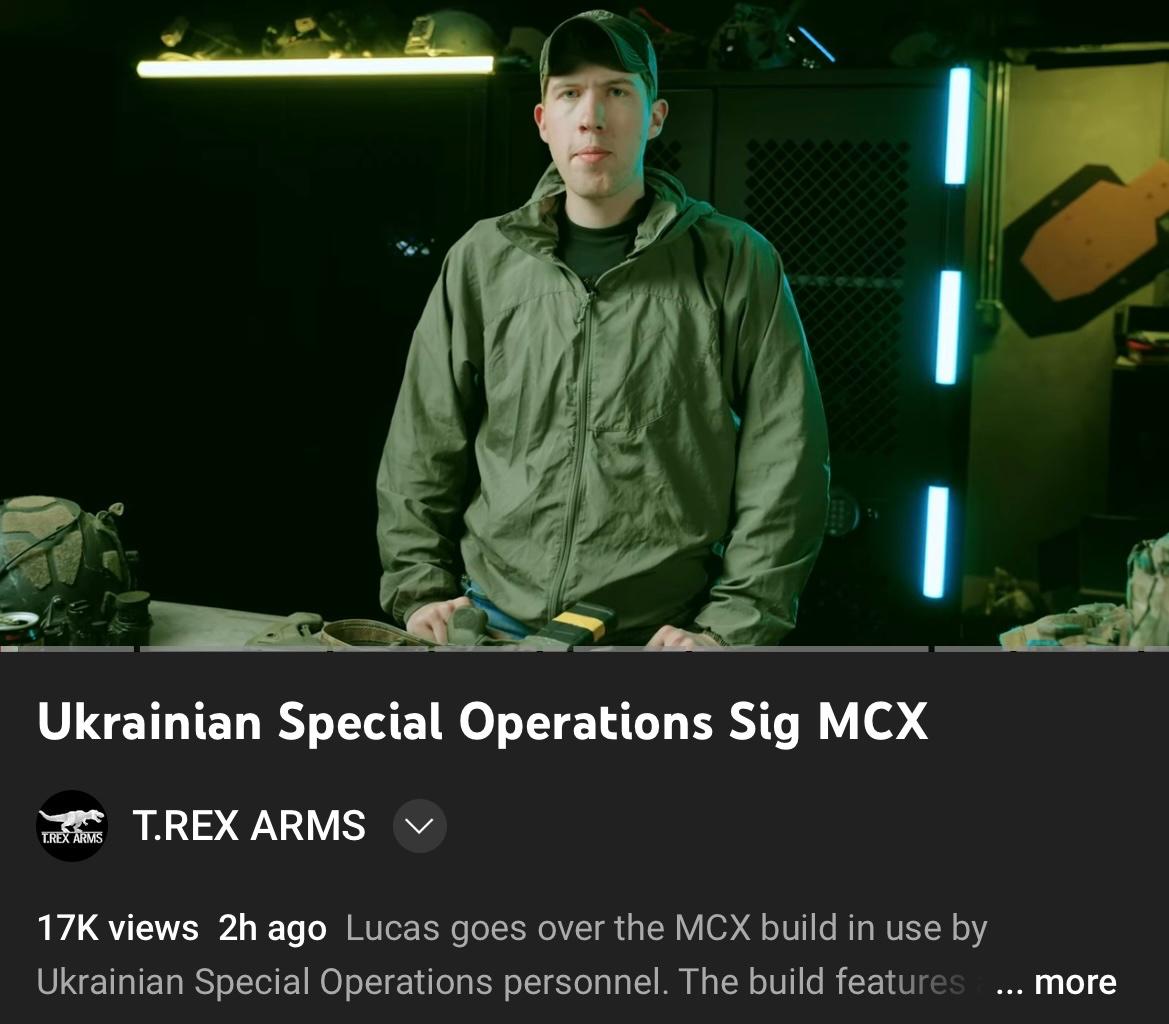 Ukrainian Special Operations Sig MCX
T.REX ARMS
T.REX ARMS
17K views 2h ago Lucas goes over the MCX build in use by
Ukrainian Special Operations personnel. The build features ... more